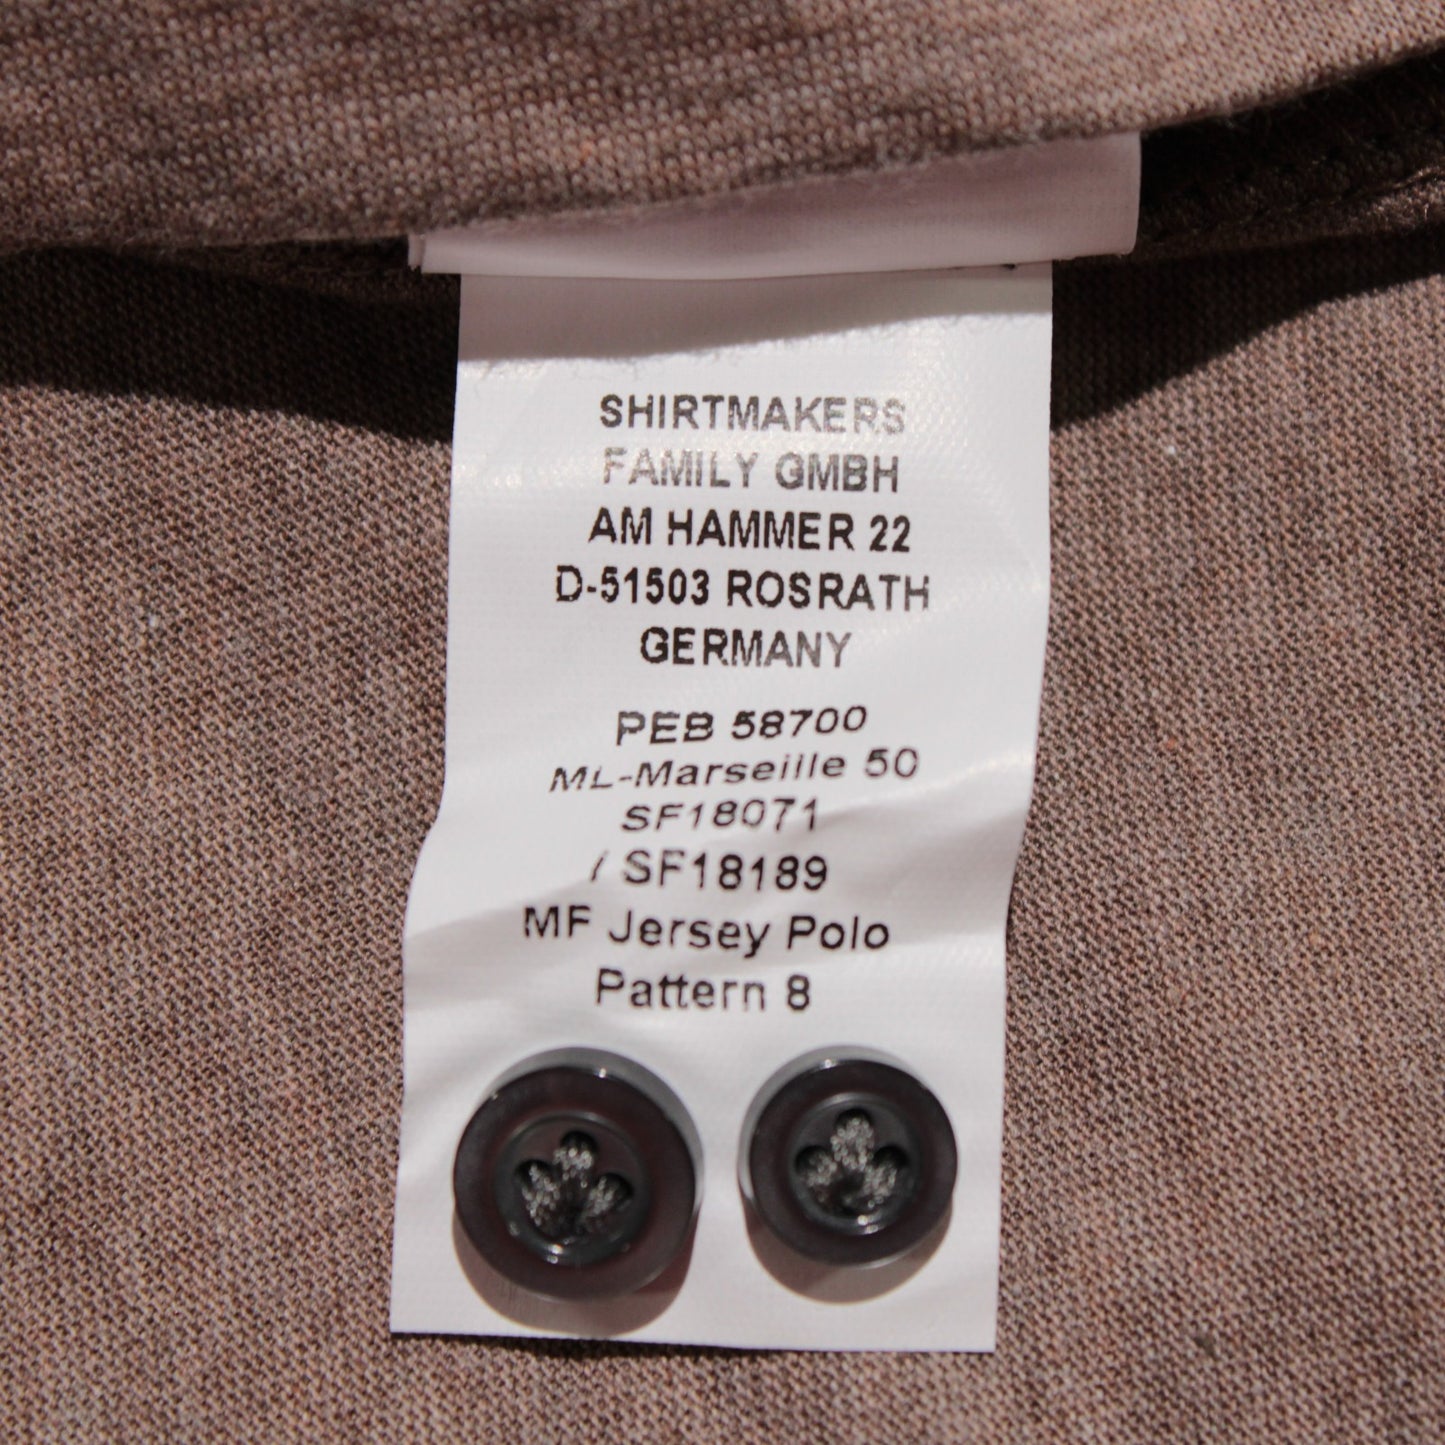 SHIRTMAKERS
FAMILY GMBH
AM HAMMER 22
D-51503 ROSRATH
GERMANY
PEB 58700
ML-Marseille 50
SF18071
/ SF18189
MF Jersey Polo
Pattern 8